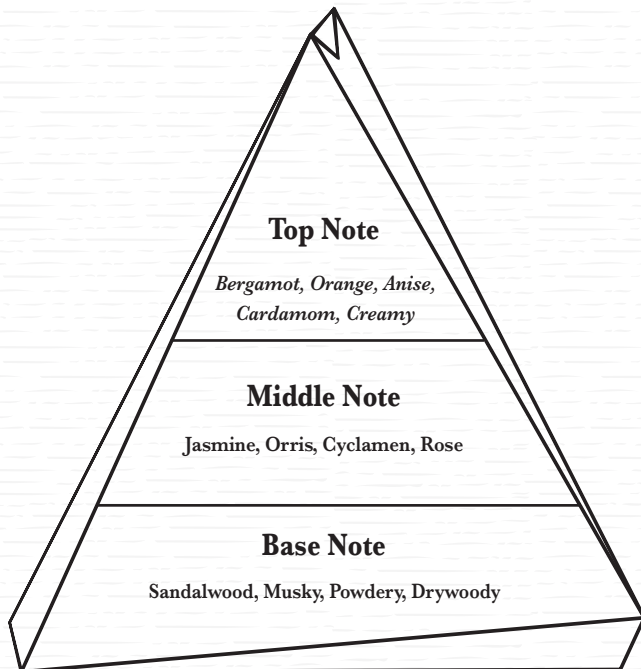 Top Note
Bergamot, Orange, Anise,
Cardamom, Creamy
Middle Note
Jasmine, Orris, Cyclamen, Rose
Base Note
Sandalwood, Musky, Powdery, Drywoody